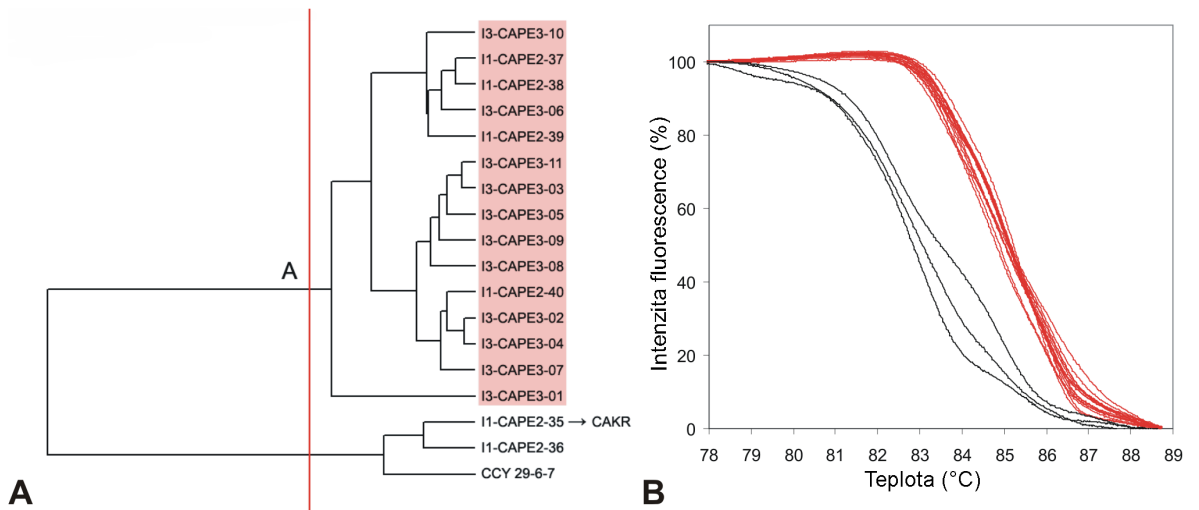 I3-CAPE3-10
I1-CAPE2-37
I1-CAPE2-38
I3-CAPE3-06
I1-CAPE2-39
I3-CAPE3-11
I3-CAPE3-03
I3-CAPE3-05
I3-CAPE3-09
I3-CAPE3-08
A
I1-CAPE2-40
I3-CAPE3-02
I3-CAPE3-04
I3-CAPE3-07
I3-CAPE3-01
I1-CAPE2-35 → CAKR
I1-CAPE2-36
CCY 29-6-7
A
Intenzita fluorescence (%)
100
80
60
40
20
0
78 79 80 81 82 83 84 85 86 87 88 89
Teplota (°C)
B